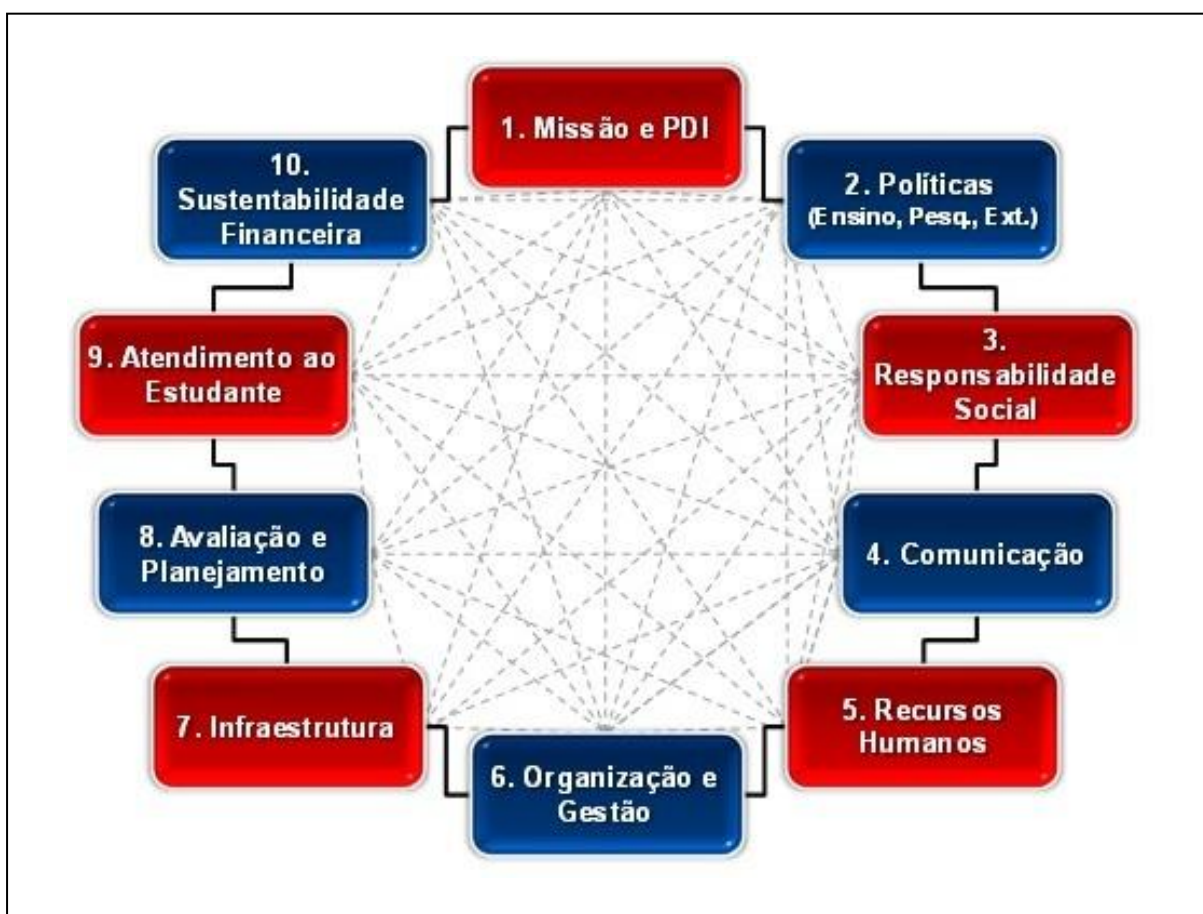 1. Missão e PDI
2. Políticas
(Ensino, Pesq., Ext.)
3.
Responsabilidade
Social
4. Comunicação
5. Recursos
Humanos
6. Organização e
Gestão
7. Infraestrutura
8. Avaliação e
Planejamento
9. Atendimento ao
Estudante
10.
Sustentabilidade
Financeira